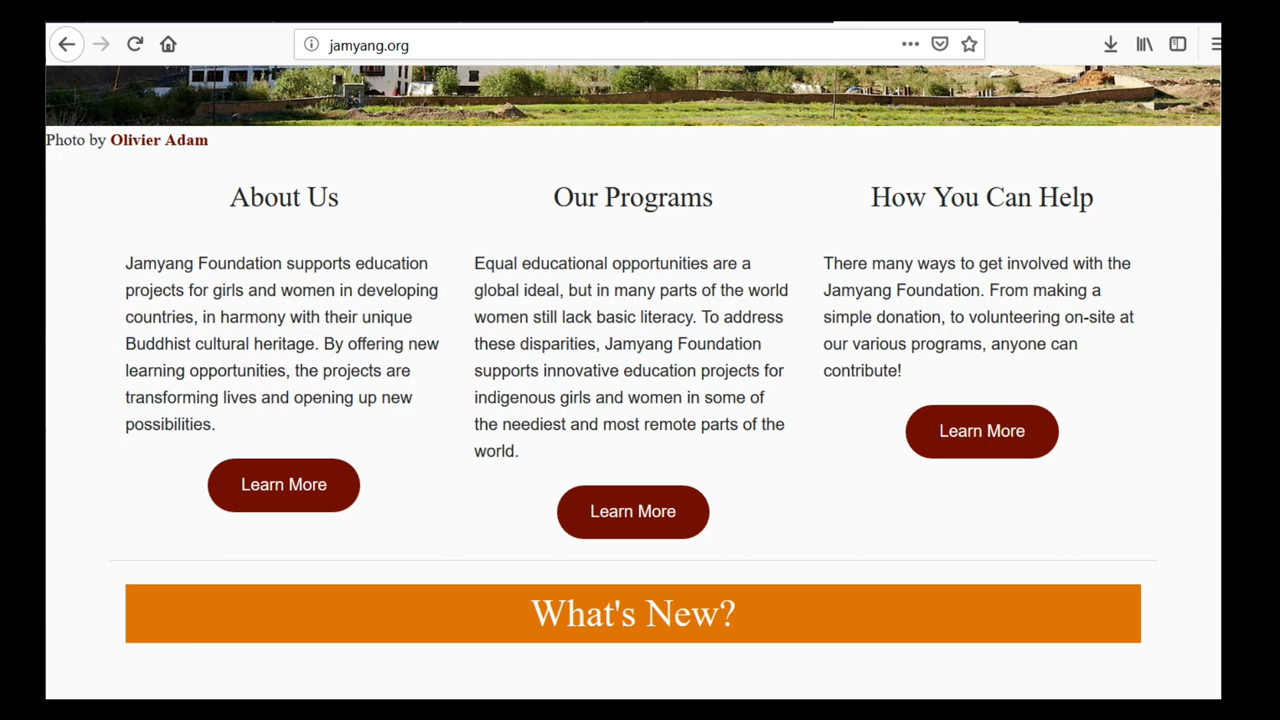 jamyang.org
Photo by Olivier Adam
About Us
Jamyang Foundation supports education
projects for girls and women in developing
countries, in harmony with their unique
Buddhist cultural heritage. By offering new
learning opportunities, the projects are
transforming lives and opening up new
possibilities.
Learn More
Our Programs
Equal educational opportunities are a
global ideal, but in many parts of the world
women still lack basic literacy. To address
these disparities, Jamyang Foundation
supports innovative education projects for
indigenous girls and women in some of
the neediest and most remote parts of the
world.
Learn More
How You Can Help
There many ways to get involved with the
Jamyang Foundation. From making a
simple donation, to volunteering on-site at
our various programs, anyone can
contribute!
Learn More
What's New?